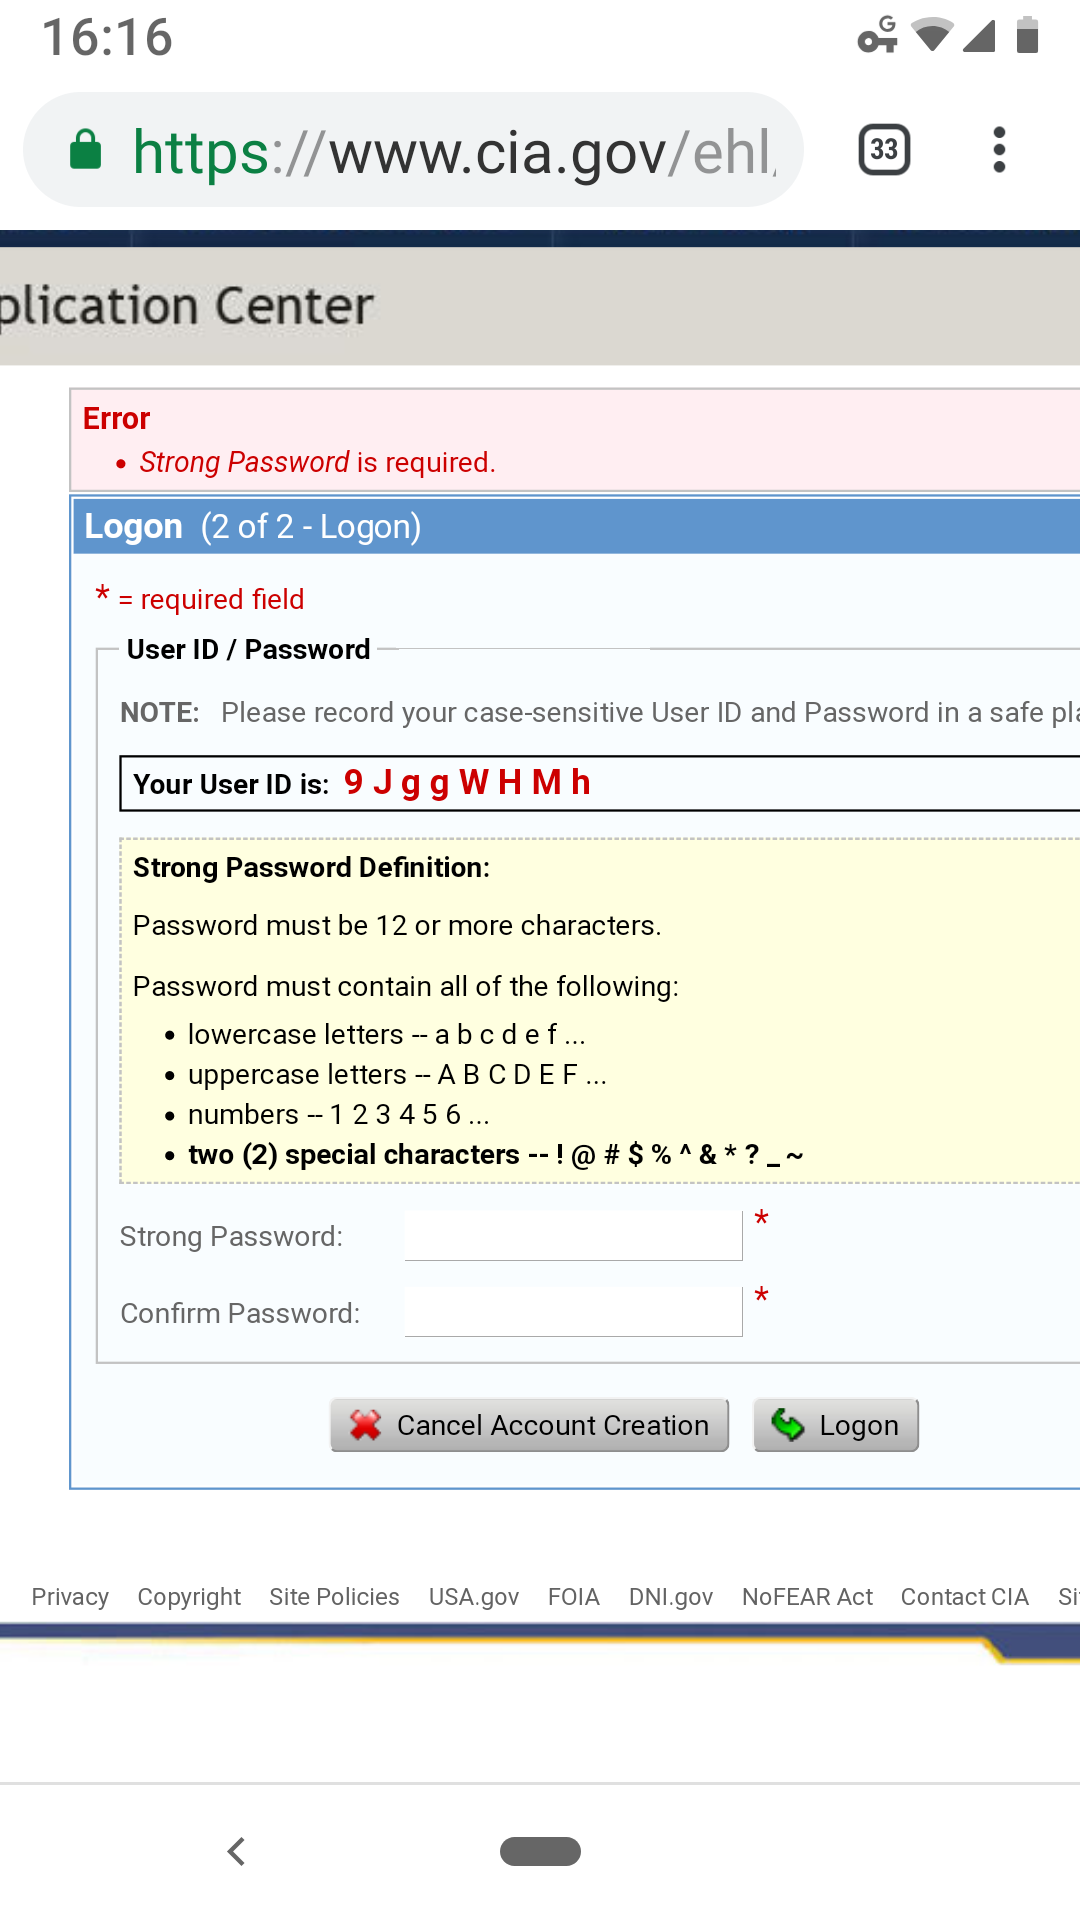 16:16
G
https://www.cia.gov/ehl
33
plication Center
Error
• Strong Password is required.
Logon (2 of 2 - Logon)
* = required field
User ID / Password
NOTE: Please record your case-sensitive User ID and Password in a safe pla
Your User ID is: 9 J g g W H M h
Strong Password Definition:
Password must be 12 or more characters.
Password must contain all of the following:
• lowercase letters -- a b c d e f ...
• uppercase letters -- A B C D E F ...
• numbers -- 1 2 3 4 5 6 ...
• two (2) special characters -- ! @ # $ % ^ & * ? _ ~
Strong Password: *
Confirm Password: *
Cancel Account Creation Logon
Privacy Copyright Site Policies USA.gov FOIA DNI.gov NoFEAR Act Contact CIA Si